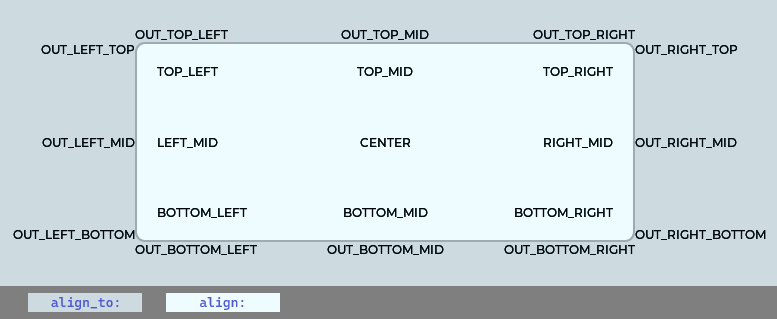 OUT_TOP_LEFT OUT_TOP_MID OUT_TOP_RIGHT
OUT_LEFT_TOP OUT_RIGHT_TOP
TOP_LEFT TOP_MID TOP_RIGHT
OUT_LEFT_MID LEFT_MID CENTER RIGHT_MID OUT_RIGHT_MID
BOTTOM_LEFT BOTTOM_MID BOTTOM_RIGHT
OUT_LEFT_BOTTOM OUT_RIGHT_BOTTOM
OUT_BOTTOM_LEFT OUT_BOTTOM_MID OUT_BOTTOM_RIGHT
align_to: align: